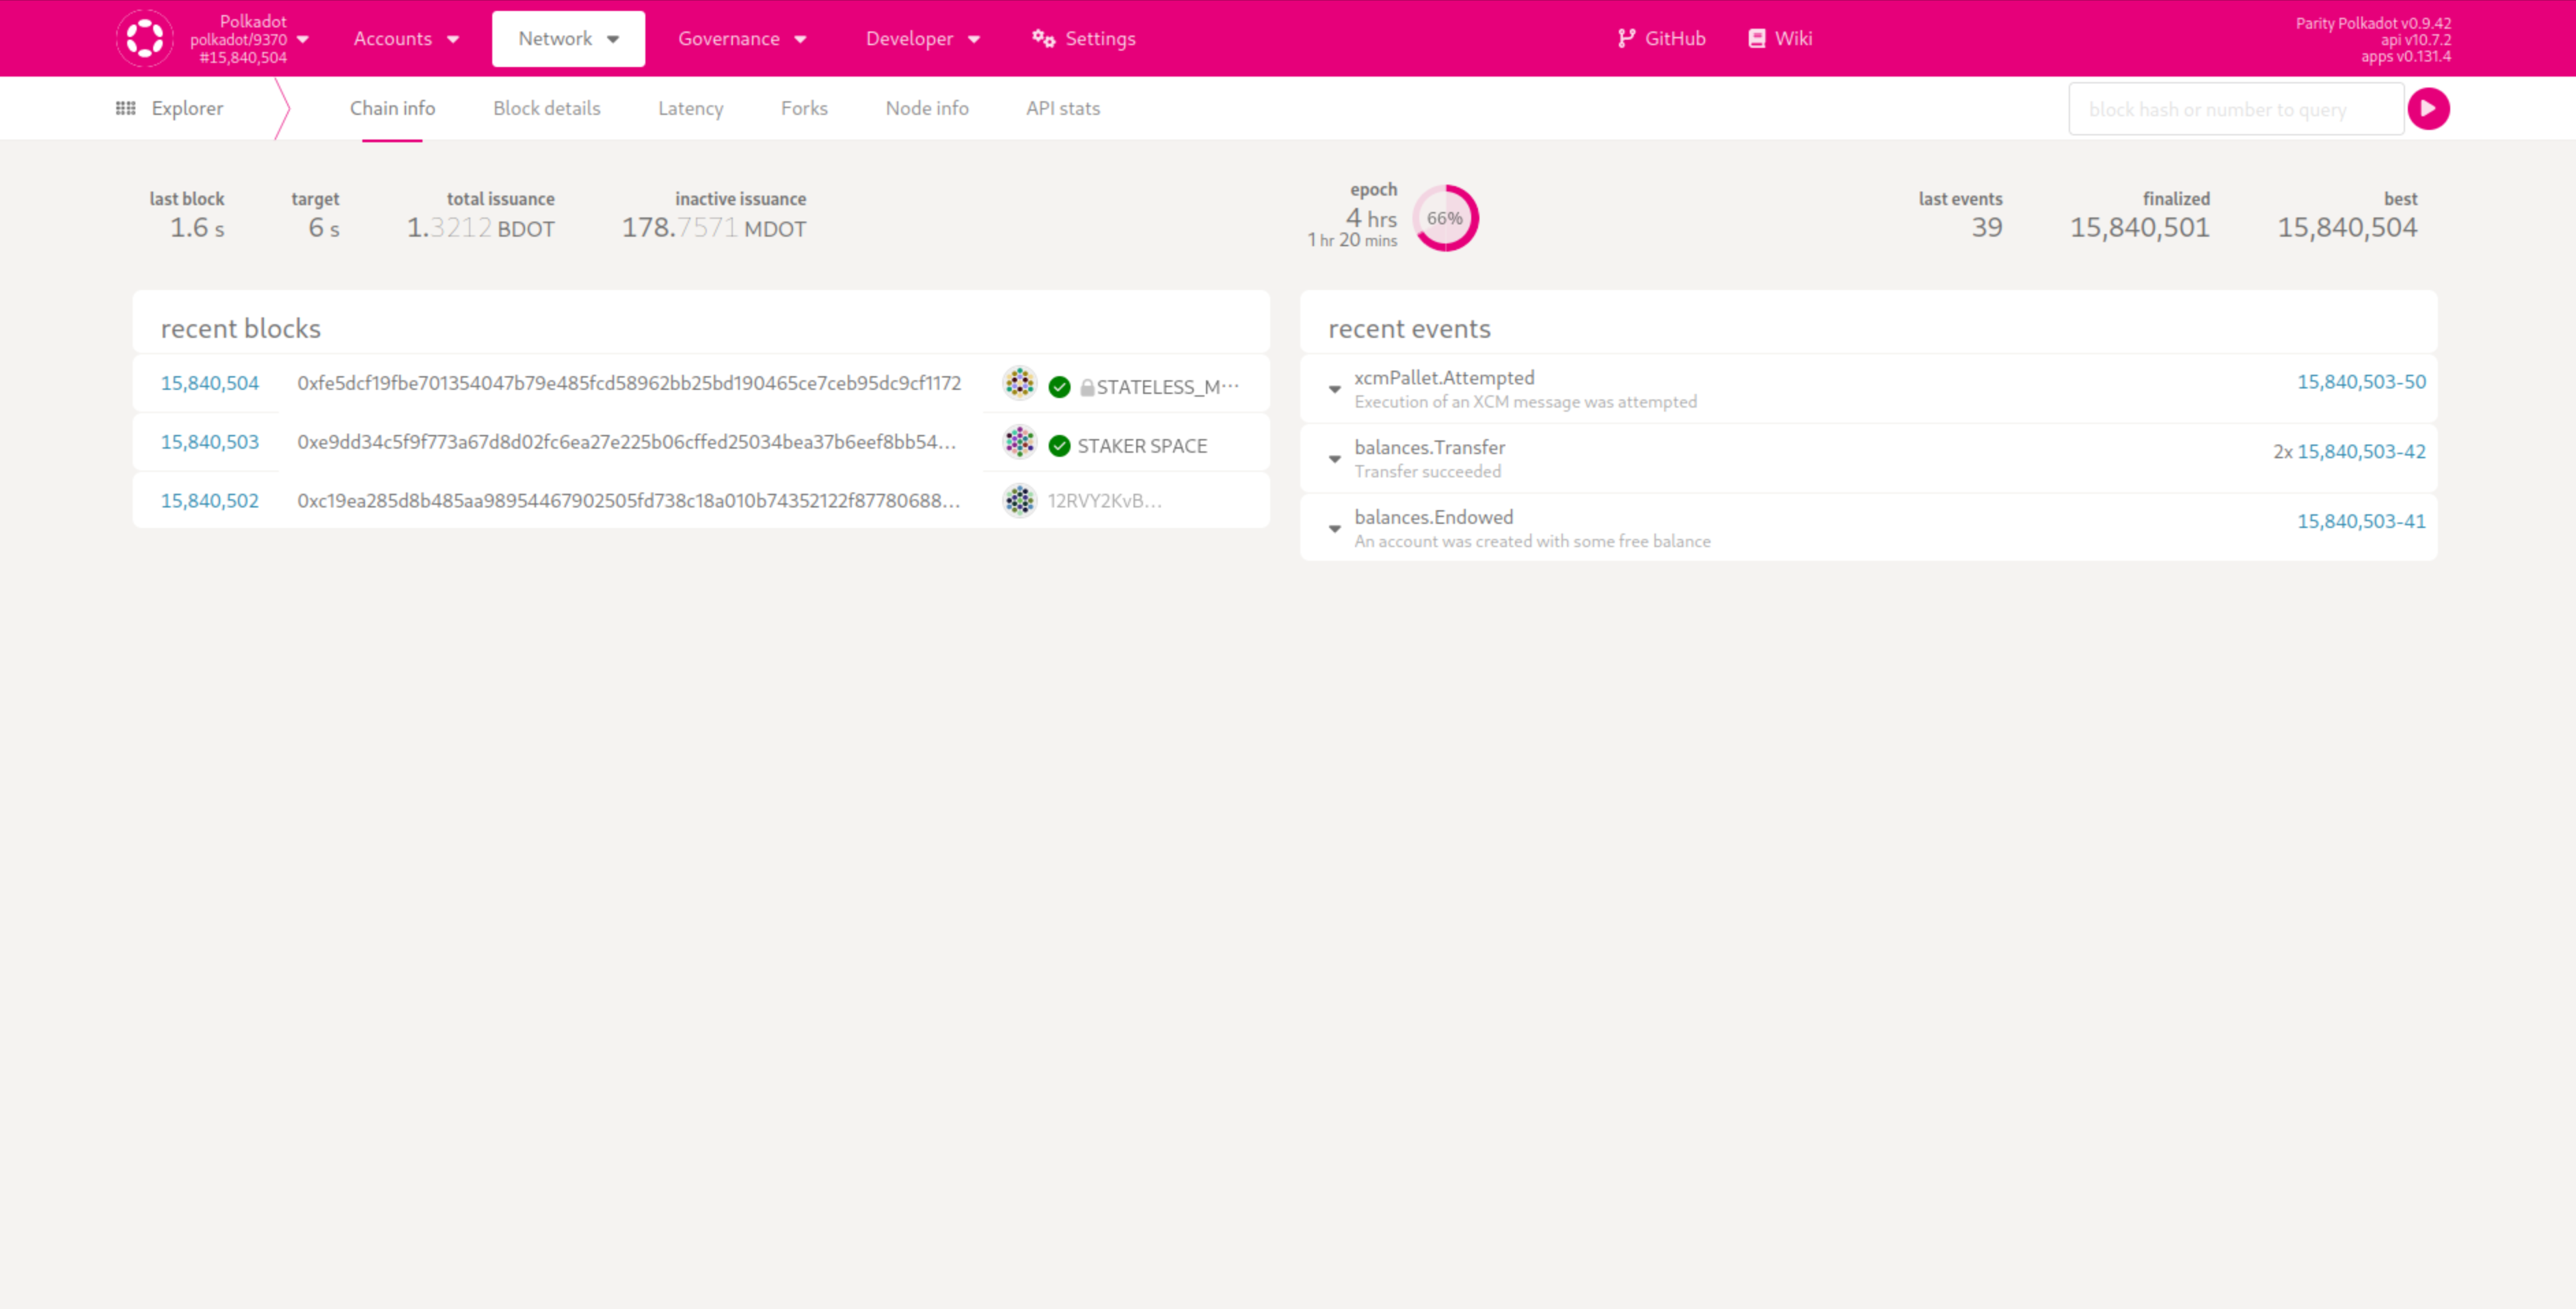 Polkadot
polkadot/9370
#15,840,504
Accounts
Network
Governance
Developer
Settings
GitHub
Wiki
Parity Polkadot v0.9.42
api v10.7.2
apps v0.131.4
Explorer
Chain info
Block details
Latency
Forks
Node info
API stats
block hash or number to query
last block
1.6 s
target
6 s
total issuance
1.3212 BDOT
inactive issuance
178.7571 MDOT
epoch
4 hrs
1 hr 20 mins
66%
last events
39
finalized
15,840,501
best
15,840,504
recent blocks
15,840,504 0xfe5dcf19fbe701354047b79e485fcd58962bb25bd190465ce7ceb95dc9cf1172 STATELESS_M…
15,840,503 0xe9dd34c5f9f773a67d8d02fc6ea27e225b06cffed25034bea37b6eef8bb54… STAKER SPACE
15,840,502 0xc19ea285d8b485aa98954467902505fd738c18a010b74352122f87780688… 12RVY2KvB…
recent events
xcmPallet.Attempted 15,840,503-50
Execution of an XCM message was attempted
balances.Transfer 2x 15,840,503-42
Transfer succeeded
balances.Endowed 15,840,503-41
An account was created with some free balance